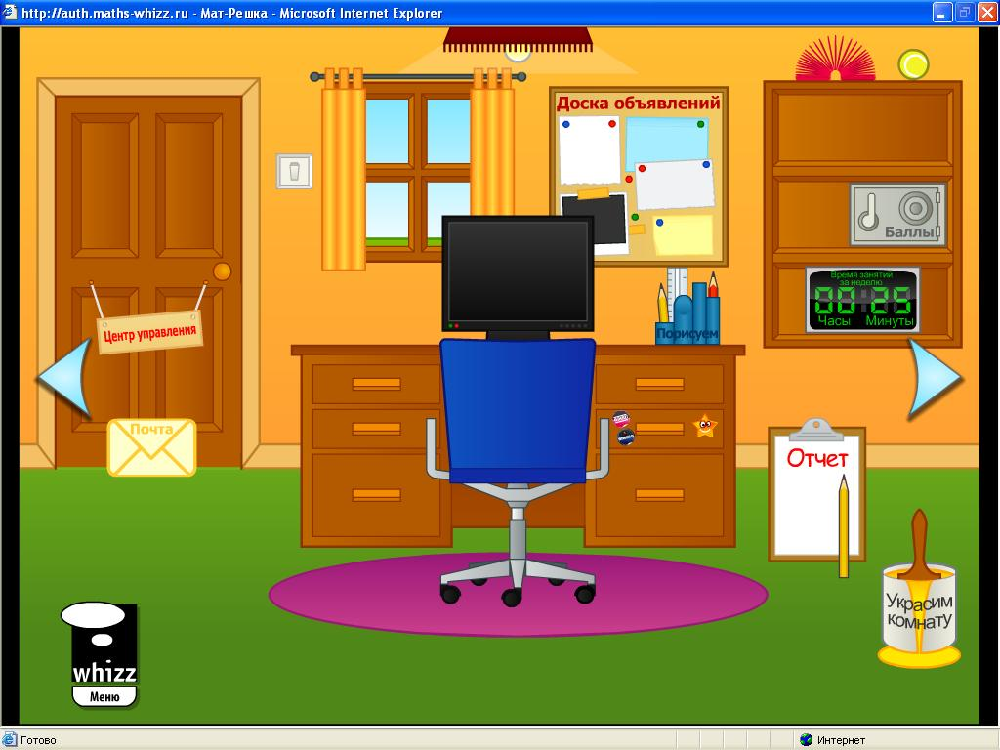 http://auth.maths-whizz.ru - Мат-Решка - Microsoft Internet Explorer
Доска объявлений
Баллы
Время занятий
за неделю
00 25
Часы Минуты
Порисуем
Центр управления
Почта
Отчет
Украсим
комнату
whizz
Меню
Готово
Интернет